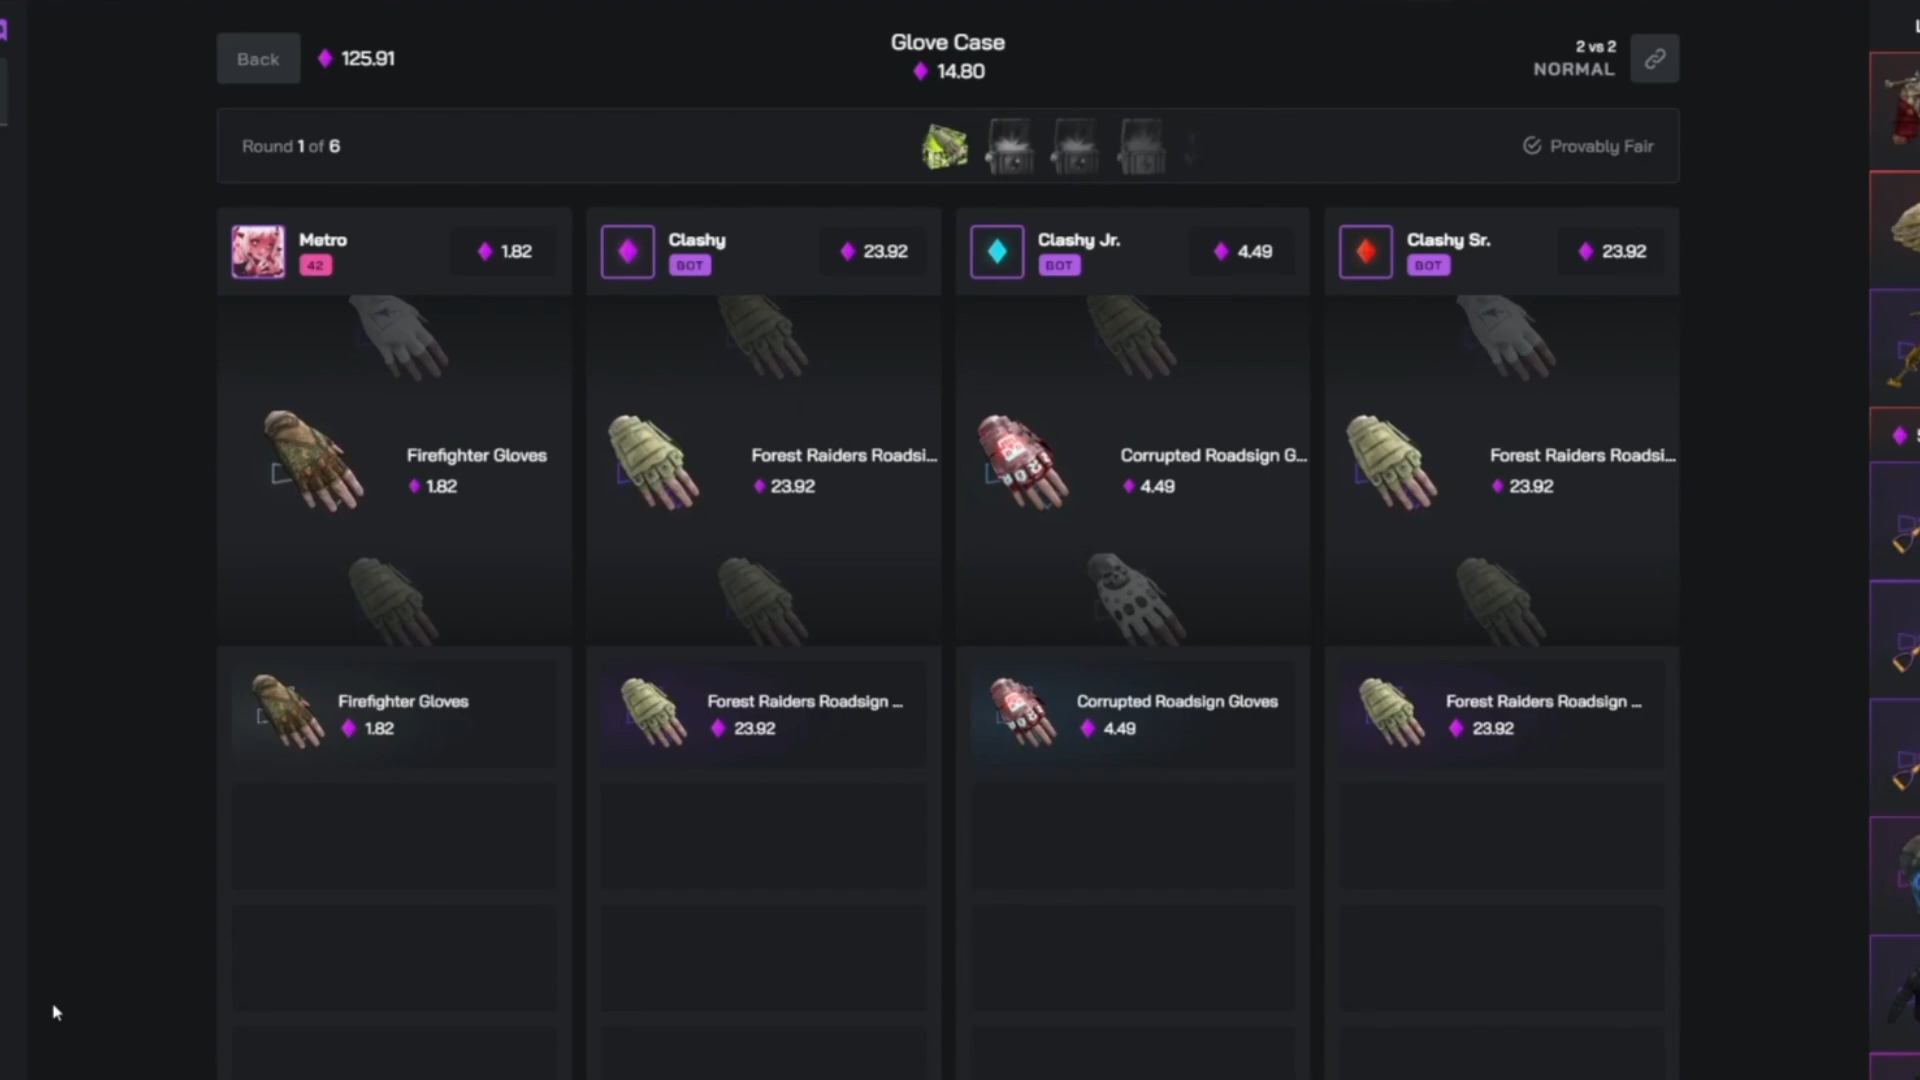 Back
125.91
Glove Case
14.80
2 vs 2
NORMAL
Round 1 of 6
Provably Fair
Metro
42
1.82
Clashy
BOT
23.92
Clashy Jr.
BOT
4.49
Clashy Sr.
BOT
23.92
Firefighter Gloves
1.82
Forest Raiders Roadsi...
23.92
Corrupted Roadsign G...
4.49
Forest Raiders Roadsi...
23.92
Firefighter Gloves
1.82
Forest Raiders Roadsign ...
23.92
Corrupted Roadsign Gloves
4.49
Forest Raiders Roadsign ...
23.92